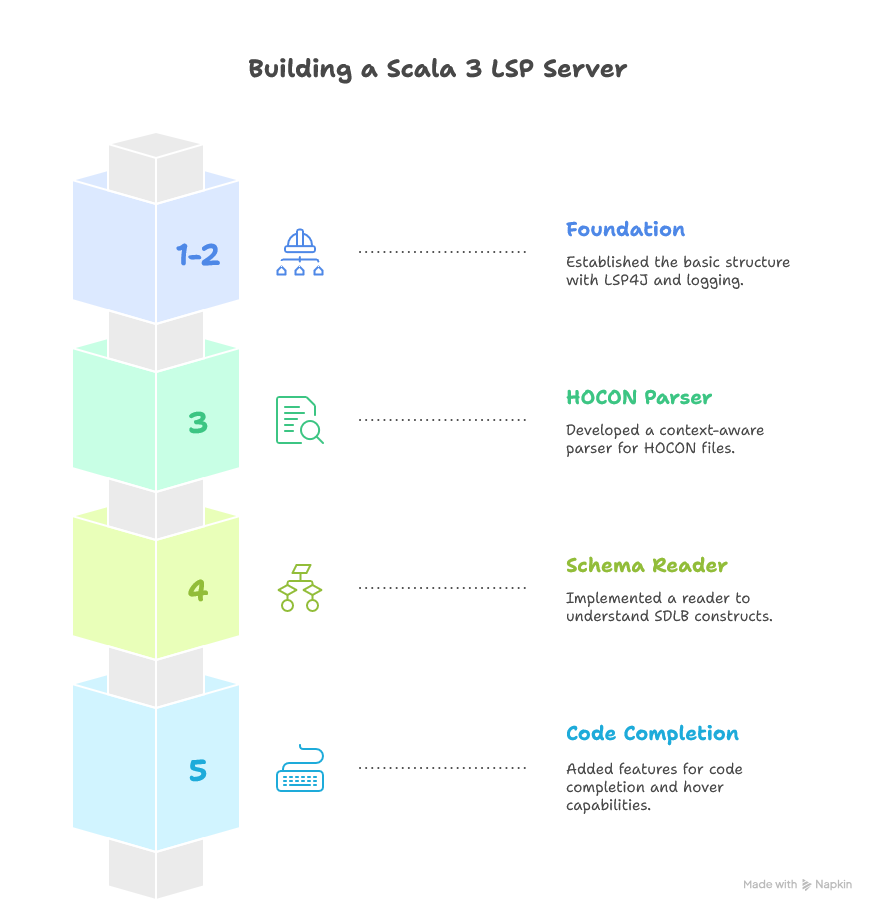 Building a Scala 3 LSP Server
1-2
Foundation
Established the basic structure
with LSP4J and logging.
3
HOCON Parser
Developed a context-aware
parser for HOCON files.
4
Schema Reader
Implemented a reader to
understand SDLB constructs.
5
Code Completion
Added features for code
completion and hover
capabilities.
Made with Napkin